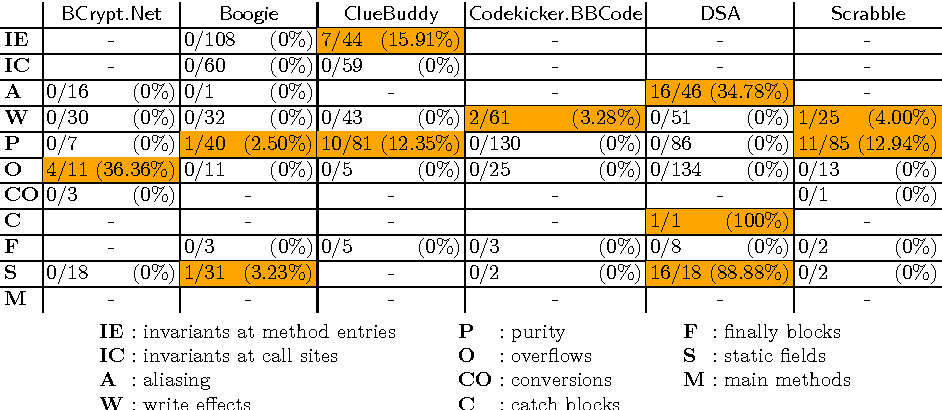 BCrypt.Net Boogie ClueBuddy Codekicker.BBCode DSA Scrabble
IE - 0/108 (0%) 7/44 (15.91%) - - -
IC - 0/60 (0%) 0/59 (0%) - - -
A 0/16 (0%) 0/1 (0%) - - 16/46 (34.78%) -
W 0/30 (0%) 0/32 (0%) 0/43 (0%) 2/61 (3.28%) 0/51 (0%) 1/25 (4.00%)
P 0/7 (0%) 1/40 (2.50%) 10/81 (12.35%) 0/130 (0%) 0/86 (0%) 11/85 (12.94%)
O 4/11 (36.36%) 0/11 (0%) 0/5 (0%) 0/25 (0%) 0/134 (0%) 0/13 (0%)
CO 0/3 (0%) - - - - 0/1 (0%)
C - - - - 1/1 (100%) -
F - 0/3 (0%) 0/5 (0%) 0/3 (0%) 0/8 (0%) 0/2 (0%)
S 0/18 (0%) 1/31 (3.23%) - 0/2 (0%) 16/18 (88.88%) 0/2 (0%)
M - - - - - -
IE : invariants at method entries P : purity F : finally blocks
IC : invariants at call sites O : overflows S : static fields
A : aliasing CO : conversions M : main methods
W : write effects C : catch blocks